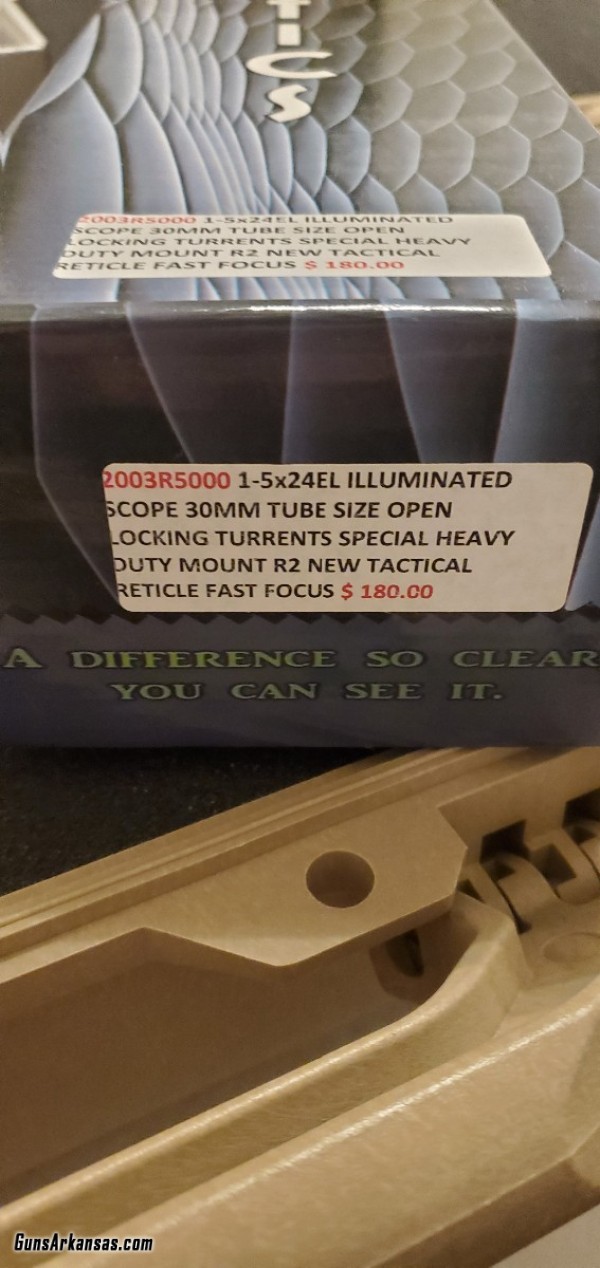 TICS
2003R5000 1-5x24EL ILLUMINATED
SCOPE 30MM TUBE SIZE OPEN
LOCKING TURRENTS SPECIAL HEAVY
DUTY MOUNT R2 NEW TACTICAL
RETICLE FAST FOCUS $ 180.00
2003R5000 1-5x24EL ILLUMINATED
SCOPE 30MM TUBE SIZE OPEN
LOCKING TURRENTS SPECIAL HEAVY
DUTY MOUNT R2 NEW TACTICAL
RETICLE FAST FOCUS $ 180.00
A DIFFERENCE SO CLEAR
YOU CAN SEE IT.
GunsArkansas.com